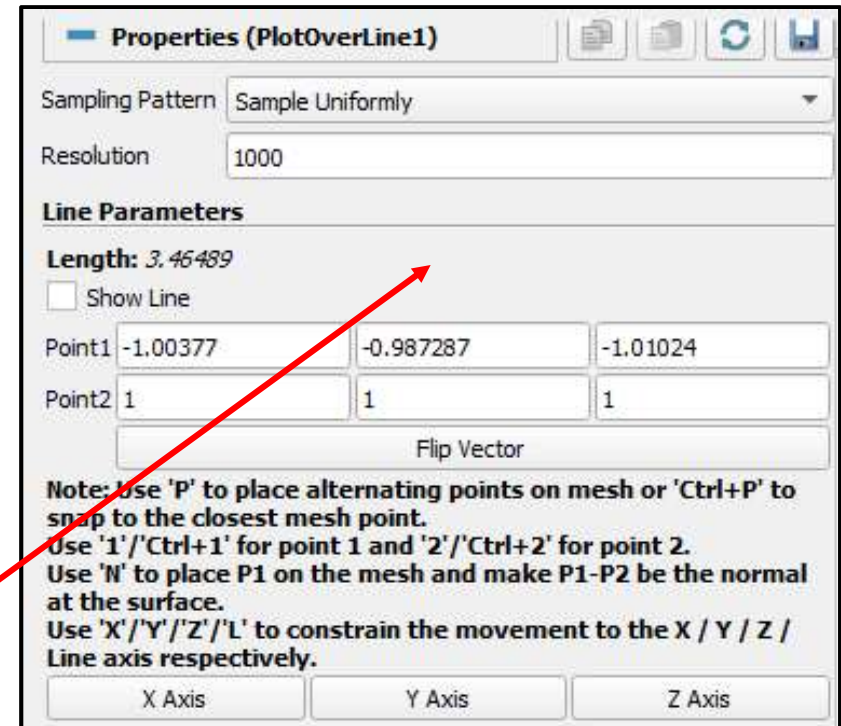 Properties (PlotOverLine1)
Sampling Pattern Sample Uniformly
Resolution 1000
Line Parameters
Length: 3.46489
Show Line
Point1 -1.00377 -0.987287 -1.01024
Point2 1 1 1
Flip Vector
Note: Use 'P' to place alternating points on mesh or 'Ctrl+P' to
snap to the closest mesh point.
Use '1'/'Ctrl+1' for point 1 and '2'/'Ctrl+2' for point 2.
Use 'N' to place P1 on the mesh and make P1-P2 be the normal
at the surface.
Use 'X'/'Y'/'Z'/'L' to constrain the movement to the X / Y / Z /
Line axis respectively.
X Axis Y Axis Z Axis